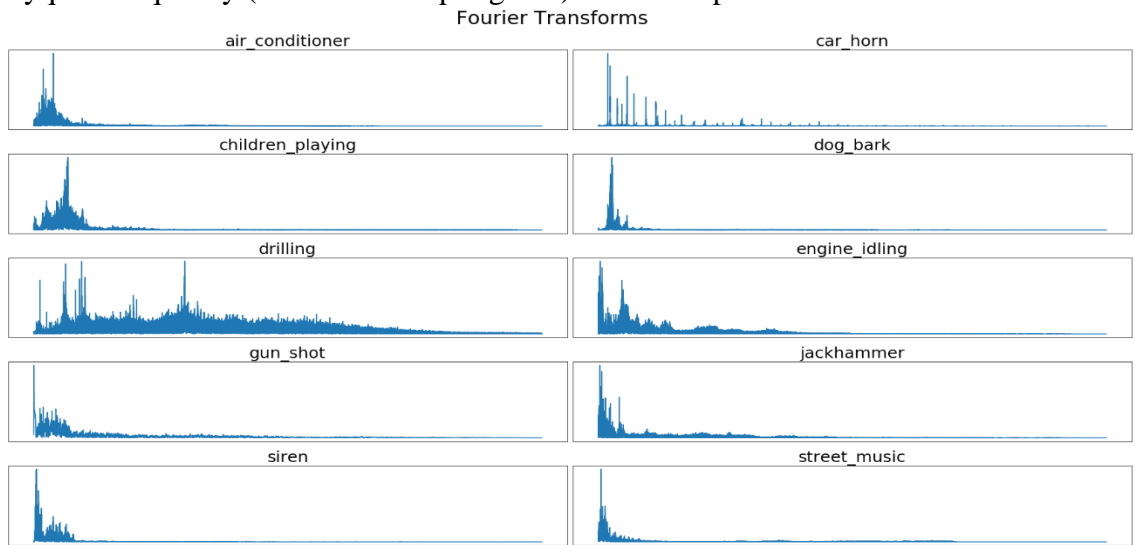 Fourier Transforms
air_conditioner
car_horn
children_playing
dog_bark
drilling
engine_idling
gun_shot
jackhammer
siren
street_music